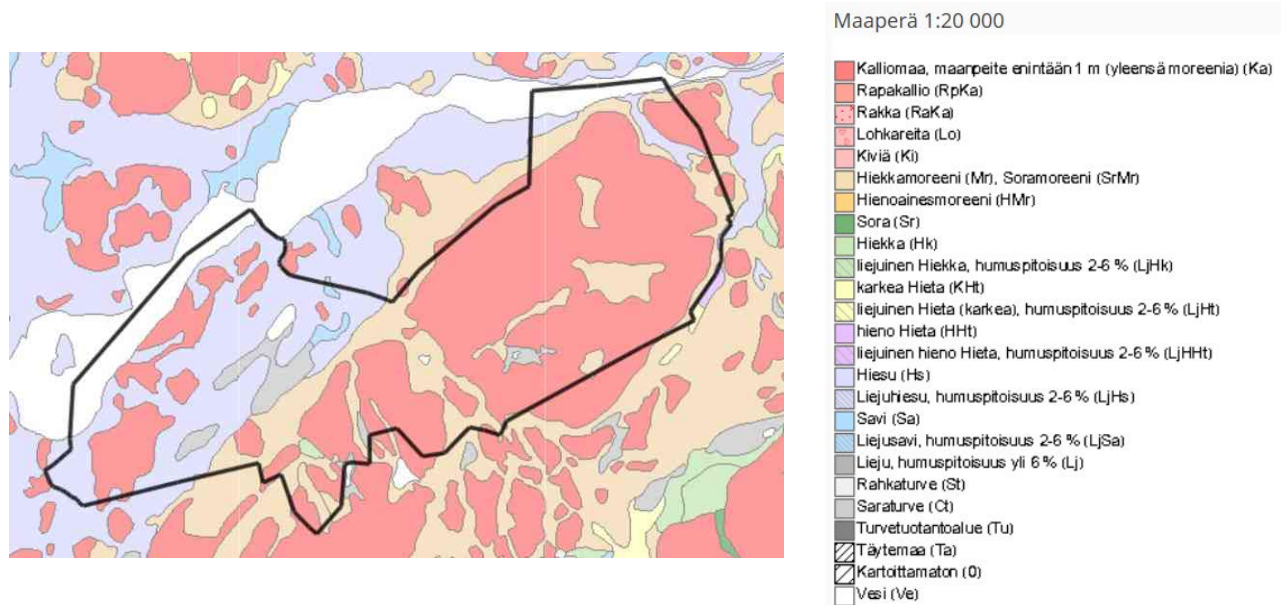 Maaperä 1:20 000
Kalliomaa, maanpeite enintään 1 m (yleensä moreenia) (Ka)
Rapakallio (RpKa)
Rakka (RaKa)
Lohkareita (Lo)
Kiviä (Ki)
Hiekkamoreeni (Mr), Soramoreeni (SrMr)
Hienoainesmoreeni (HMr)
Sora (Sr)
Hiekka (Hk)
liejuinen Hiekka, humuspitoisuus 2-6 % (LjHk)
karkea Hieta (KHt)
liejuinen Hieta (karkea), humuspitoisuus 2-6 % (LjHt)
hieno Hieta (HHt)
liejuinen hieno Hieta, humuspitoisuus 2-6 % (LjHHt)
Hiesu (Hs)
Liejuhiesu, humuspitoisuus 2-6 % (LjHs)
Savi (Sa)
Liejusavi, humuspitoisuus 2-6 % (LjSa)
Lieju, humuspitoisuus yli 6 % (Lj)
Rahkaturve (St)
Saraturve (Ct)
Turvetuotantoalue (Tu)
Täytemaa (Ta)
Kartoittamaton (0)
Vesi (Ve)